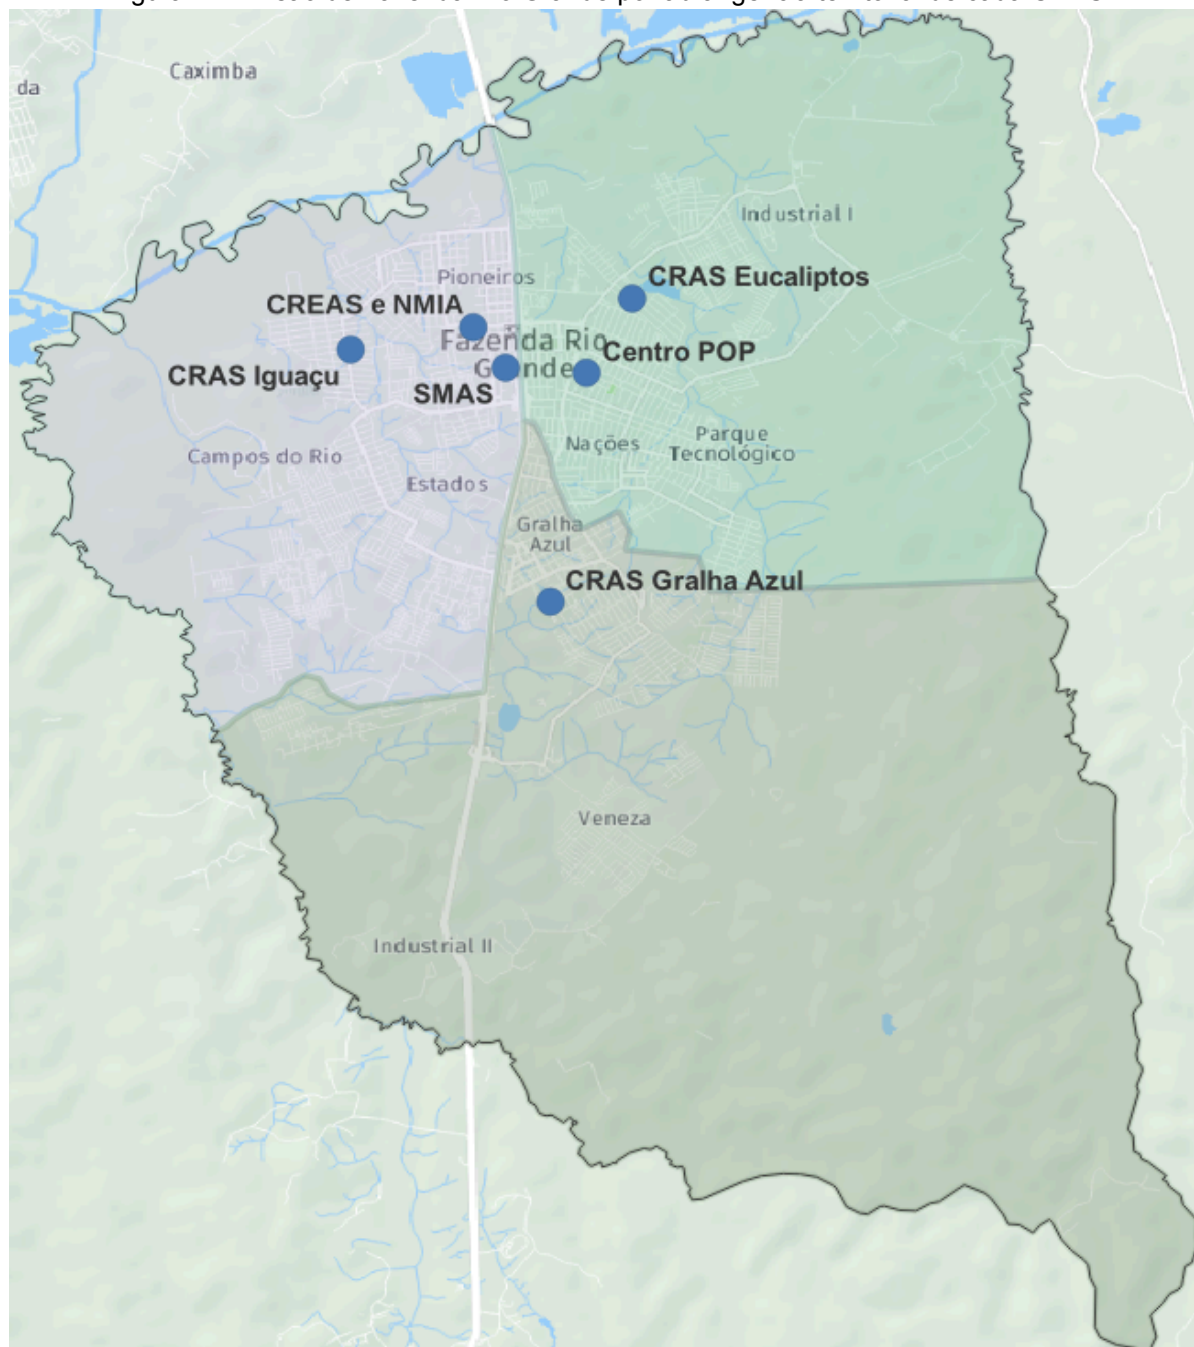 Caximba
da
Industrial I
Pioneiros
CRAS Eucaliptos
CREAS e NMIA
Fazenda Rio
Grande
Centro POP
CRAS Iguaçu
SMAS
Nações
Parque
Tecnológico
Campos do Rio
Estados
Gralha
Azul
CRAS Gralha Azul
Veneza
Industrial II